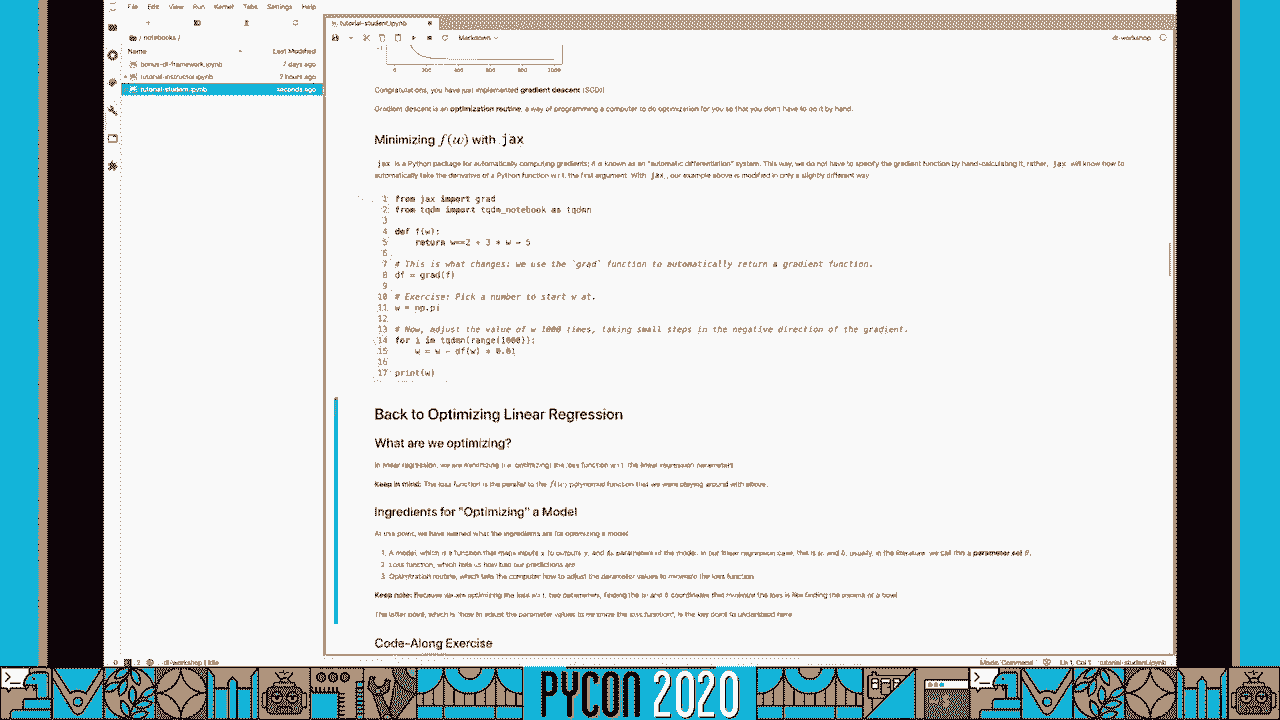 File Edit View Run Kernel Tabs Settings Help
tutorial-student.ipynb
/ notebooks /
Markdown
dl-workshop
Name Last Modified
bonus-dl-framework.ipynb 7 days ago
tutorial-instructor.ipynb 7 hours ago
tutorial-student.ipynb seconds ago
0 200 400 600 800 1000
Congratulations, you have just implemented gradient descent (SGD)!
Gradient descent is an optimization routine, a way of programming a computer to do optimization for you so that you don't have to do it by hand.
Minimizing f(w) with jax
jax is a Python package for automatically computing gradients; it is known as an "automatic differentiation" system. This way, we do not have to specify the gradient function by hand-calculating it; rather, jax will know how to
automatically take the derivative of a Python function w.r.t. the first argument. With jax, our example above is modified in only a slightly different way.
1 from jax import grad
2 from tqdm import tqdm_notebook as tqdmn
3
4 def f(w):
5 return w**2 + 3 * w - 5
6
7 # This is what changes: we use the `grad` function to automatically return a gradient function.
8 df = grad(f)
9
10 # Exercise: Pick a number to start w at.
11 w = np.pi
12
13 # Now, adjust the value of w 1000 times, taking small steps in the negative direction of the gradient.
14 for i in tqdmn(range(1000)):
15 w = w - df(w) * 0.01
16
17 print(w)
Back to Optimizing Linear Regression
What are we optimizing?
In linear regression, we are minimizing (i.e. optimizing) the loss function w.r.t. the linear regression parameters.
Keep in mind: The loss function is the parallel to the f(w) polynomial function that we were playing around with above.
Ingredients for "Optimizing" a Model
At this point, we have learned what the ingredients are for optimizing a model:
1. A model, which is a function that maps inputs x to outputs y, and its parameters of the model. In our linear regression case, this is w and b; usually, in the literature, we call this a parameter set θ.
2. Loss function, which tells us how bad our predictions are.
3. Optimization routine, which tells the computer how to adjust the parameter values to minimize the loss function.
Keep note: Because we are optimizing the loss w.r.t. two parameters, finding the w and b coordinates that minimize the loss is like finding the minima of a bowl.
The latter point, which is "how to adjust the parameter values to minimize the loss function", is the key point to understand here.
Code-Along Exercise
dl-workshop | Idle
Mode: Command Ln 1, Col 1 tutorial-student.ipynb
PYCON 2020